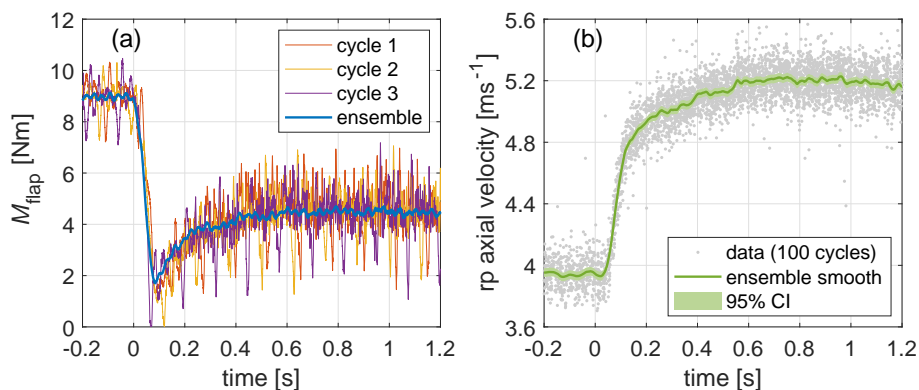 (a)
cycle 1
cycle 2
cycle 3
ensemble
M_flap [Nm]
12
10
8
6
4
2
0
-0.2 0 0.2 0.4 0.6 0.8 1 1.2
time [s]
(b)
rp axial velocity [ms⁻¹]
5.6
5.2
4.8
4.4
4
3.6
data (100 cycles)
ensemble smooth
95% CI
-0.2 0 0.2 0.4 0.6 0.8 1 1.2
time [s]